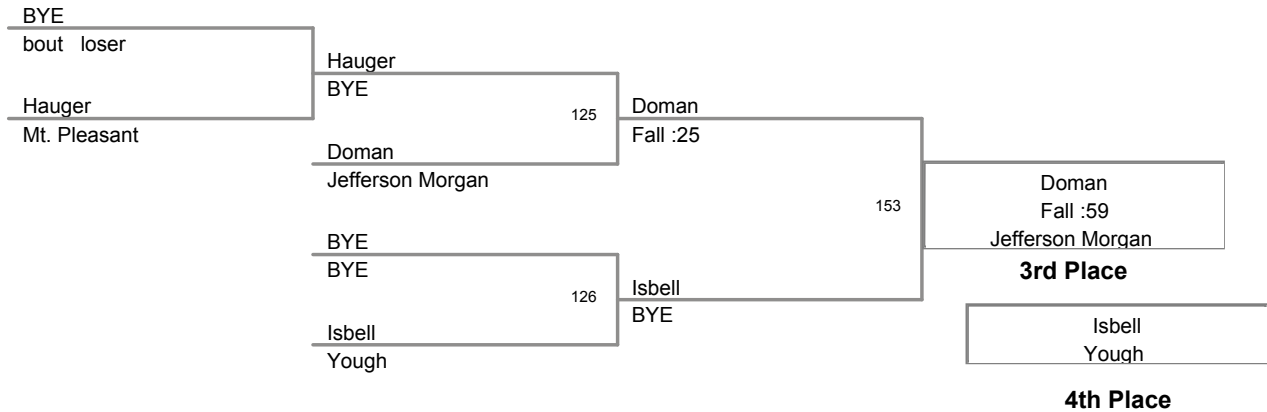 BYE
bout loser
Hauger
Mt. Pleasant
Hauger
BYE
125
Doman
Jefferson Morgan
BYE
BYE
126
Isbell
Yough
Doman
Fall :25
153
Isbell
BYE
Doman
Fall :59
Jefferson Morgan
3rd Place
Isbell
Yough
4th Place